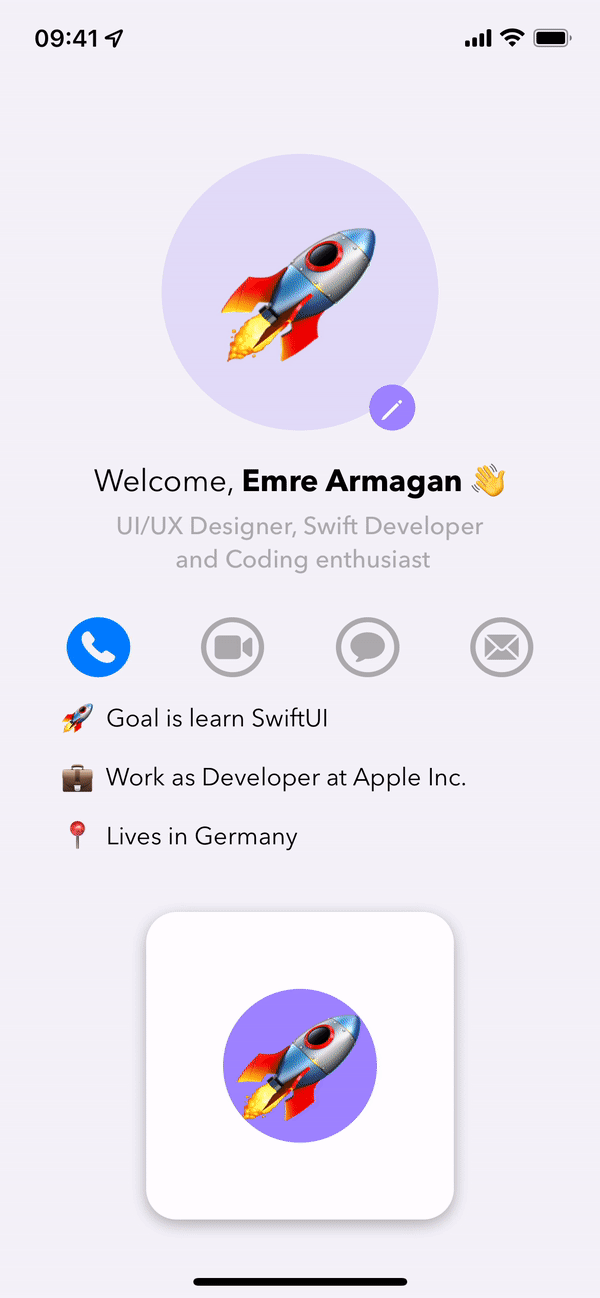 09:41
Welcome, Emre Armagan 👋
UI/UX Designer, Swift Developer
and Coding enthusiast
🚀 Goal is learn SwiftUI
💼 Work as Developer at Apple Inc.
📍 Lives in Germany